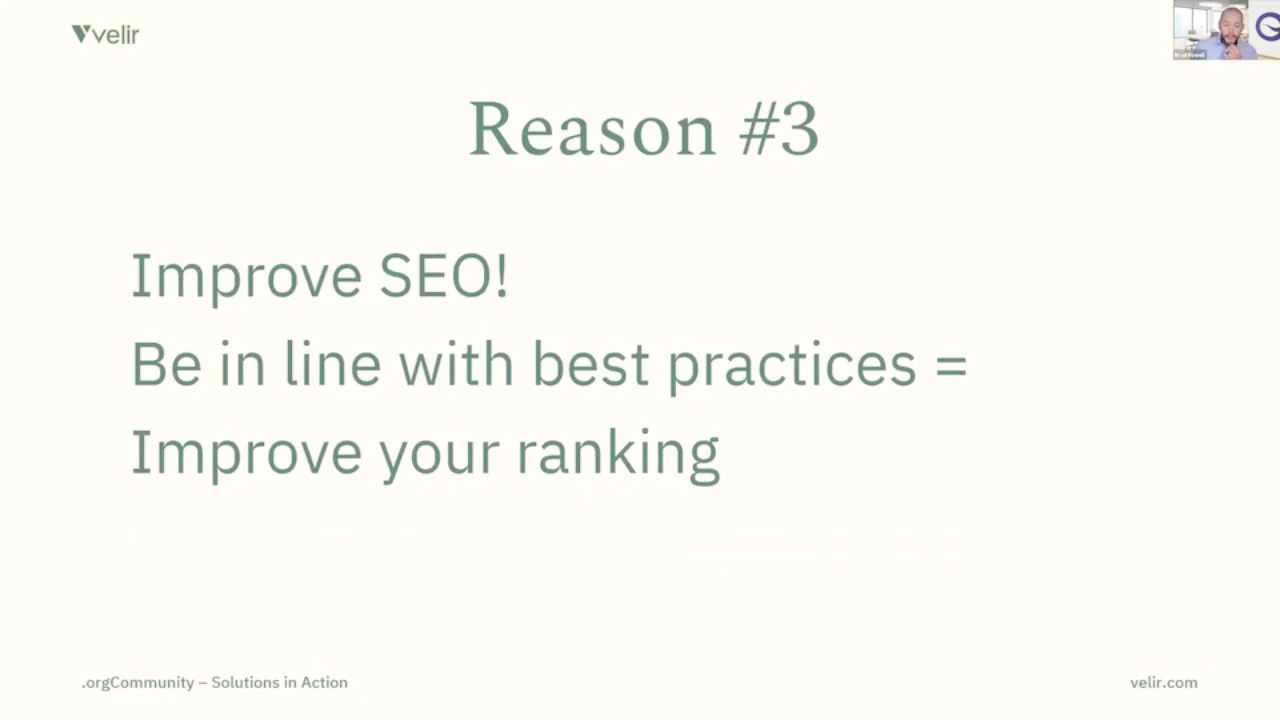 velir
Reason #3
Improve SEO!
Be in line with best practices =
Improve your ranking
.orgCommunity – Solutions in Action
velir.com